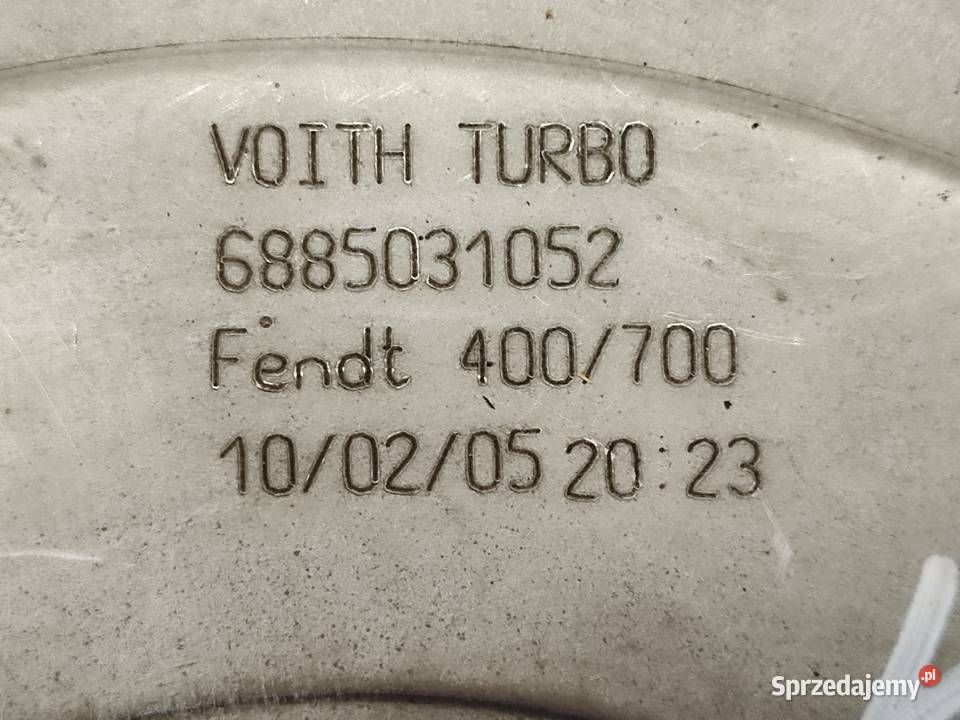 VOITH TURBO
6885031052
Fendt 400/700
10/02/05 20:23
Sprzedajemy.pl